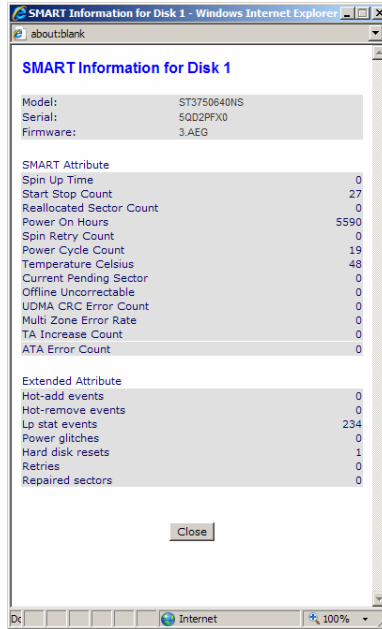 SMART Information for Disk 1 - Windows Internet Explorer
about:blank
SMART Information for Disk 1
Model: ST3750640NS
Serial: 5QD2PFX0
Firmware: 3.AEG
SMART Attribute
Spin Up Time 0
Start Stop Count 27
Reallocated Sector Count 0
Power On Hours 5590
Spin Retry Count 0
Power Cycle Count 19
Temperature Celsius 48
Current Pending Sector 0
Offline Uncorrectable 0
UDMA CRC Error Count 0
Multi Zone Error Rate 0
TA Increase Count 0
ATA Error Count 0
Extended Attribute
Hot-add events 0
Hot-remove events 0
Lp stat events 234
Power glitches 0
Hard disk resets 1
Retries 0
Repaired sectors 0
Close
Internet 100%